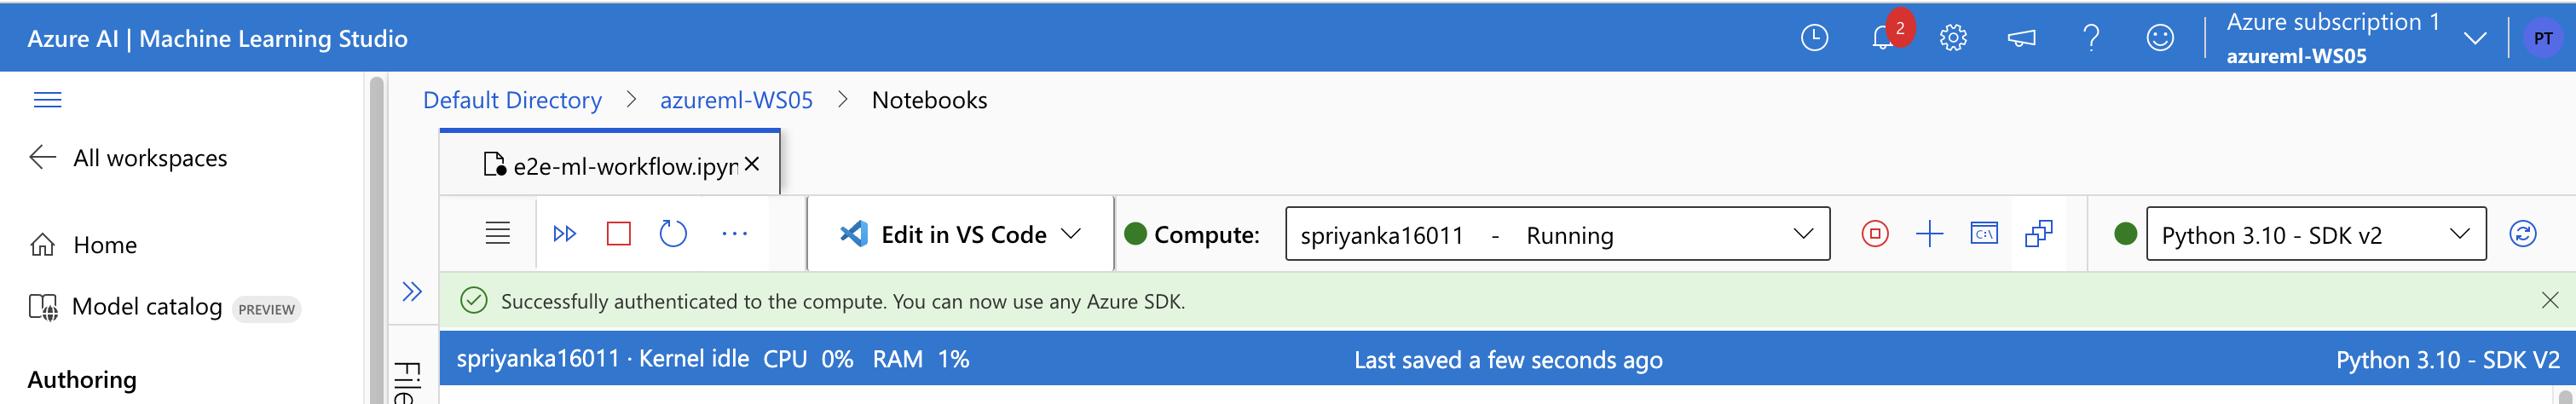 Azure AI | Machine Learning Studio
2
Azure subscription 1
azureml-WS05
PT
Default Directory > azureml-WS05 > Notebooks
All workspaces
e2e-ml-workflow.ipyn
Home
Edit in VS Code
Compute:
spriyanka16011 - Running
C:\
Python 3.10 - SDK v2
Model catalog PREVIEW
Successfully authenticated to the compute. You can now use any Azure SDK.
spriyanka16011 · Kernel idle CPU 0% RAM 1%
Last saved a few seconds ago
Python 3.10 - SDK V2
Authoring
File